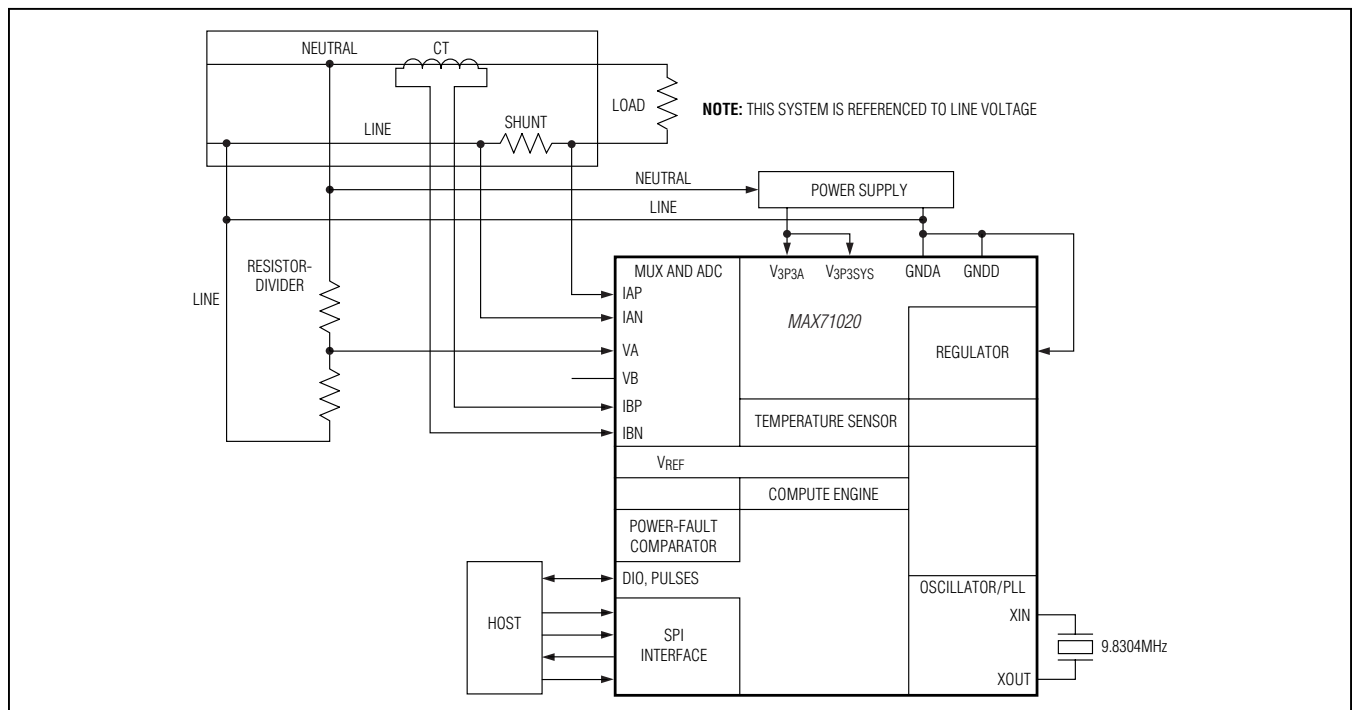 NEUTRAL
CT
LOAD
NOTE: THIS SYSTEM IS REFERENCED TO LINE VOLTAGE
LINE
SHUNT
NEUTRAL
POWER SUPPLY
LINE
RESISTOR-
DIVIDER
LINE
MUX AND ADC
V3P3A
V3P3SYS
GNDA
GNDD
IAP
IAN
MAX71020
VA
REGULATOR
VB
IBP
TEMPERATURE SENSOR
IBN
VREF
COMPUTE ENGINE
POWER-FAULT
COMPARATOR
DIO, PULSES
OSCILLATOR/PLL
HOST
SPI
INTERFACE
XIN
9.8304MHz
XOUT